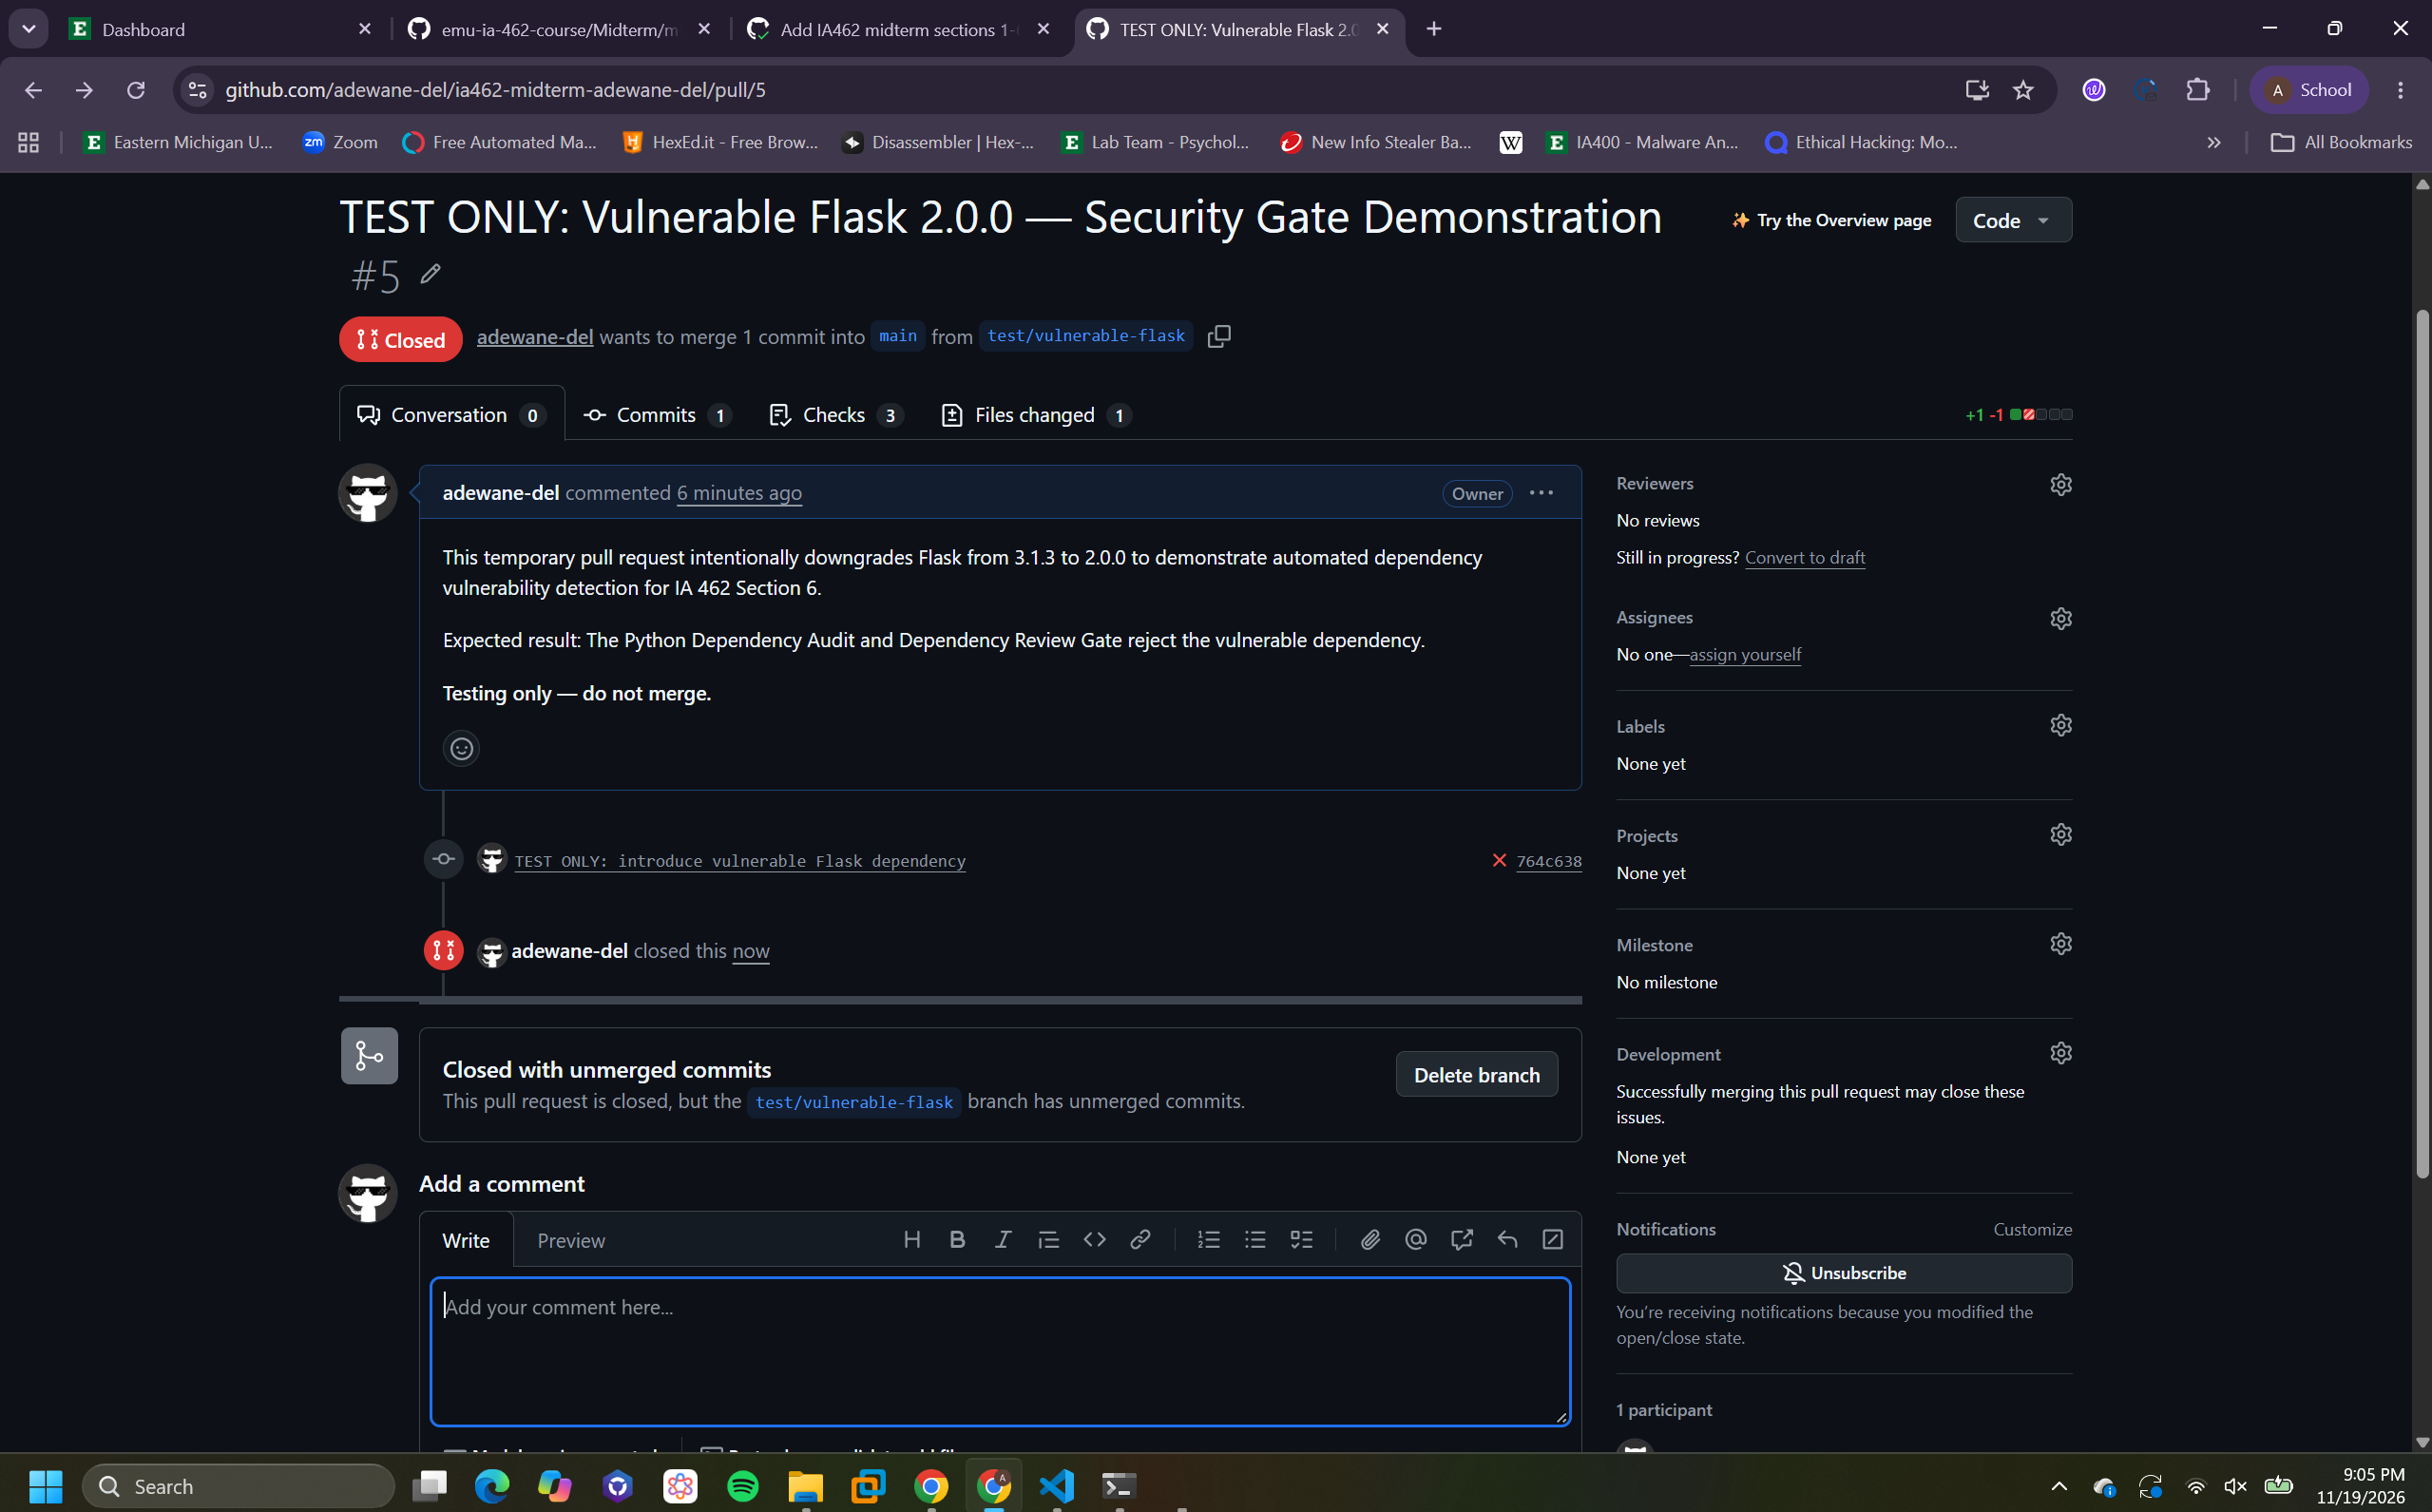 Dashboard
emu-ia-462-course/Midterm/m
Add IA462 midterm sections 1-
TEST ONLY: Vulnerable Flask 2.0
github.com/adewane-del/ia462-midterm-adewane-del/pull/5
A School
Eastern Michigan U...
Zoom
Free Automated Ma...
HexEd.it - Free Brow...
Disassembler | Hex-...
Lab Team - Psychol...
New Info Stealer Ba...
W
IA400 - Malware An...
Ethical Hacking: Mo...
All Bookmarks
TEST ONLY: Vulnerable Flask 2.0.0 — Security Gate Demonstration
#5
Try the Overview page
Code
Closed
adewane-del wants to merge 1 commit into main from test/vulnerable-flask
Conversation 0
Commits 1
Checks 3
Files changed 1
+1 -1
adewane-del commented 6 minutes ago
Owner
This temporary pull request intentionally downgrades Flask from 3.1.3 to 2.0.0 to demonstrate automated dependency
vulnerability detection for IA 462 Section 6.
Expected result: The Python Dependency Audit and Dependency Review Gate reject the vulnerable dependency.
Testing only — do not merge.
TEST ONLY: introduce vulnerable Flask dependency
764c638
adewane-del closed this now
Closed with unmerged commits
This pull request is closed, but the test/vulnerable-flask branch has unmerged commits.
Delete branch
Add a comment
Write
Preview
Add your comment here...
Reviewers
No reviews
Still in progress? Convert to draft
Assignees
No one—assign yourself
Labels
None yet
Projects
None yet
Milestone
No milestone
Development
Successfully merging this pull request may close these
issues.
None yet
Notifications
Customize
Unsubscribe
You're receiving notifications because you modified the
open/close state.
1 participant
Search
9:05 PM
11/19/2026